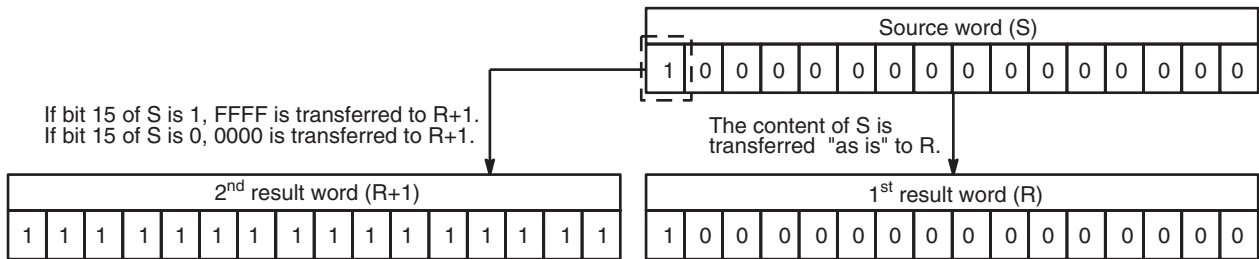 Source word (S)
1 0 0 0 0 0 0 0 0 0 0 0 0 0 0 0
If bit 15 of S is 1, FFFF is transferred to R+1.
If bit 15 of S is 0, 0000 is transferred to R+1.
The content of S is
transferred "as is" to R.
2nd result word (R+1)
1 1 1 1 1 1 1 1 1 1 1 1 1 1 1 1
1st result word (R)
1 0 0 0 0 0 0 0 0 0 0 0 0 0 0 0